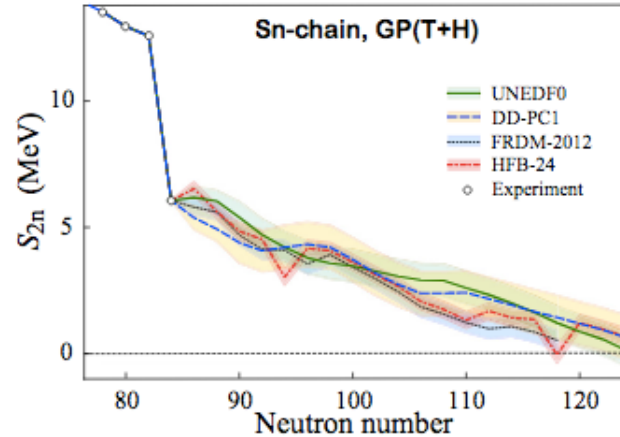 Sn-chain, GP(T+H)
10
5
0
S2n (MeV)
UNEDF0
DD-PC1
FRDM-2012
HFB-24
Experiment
80 90 100 110 120
Neutron number